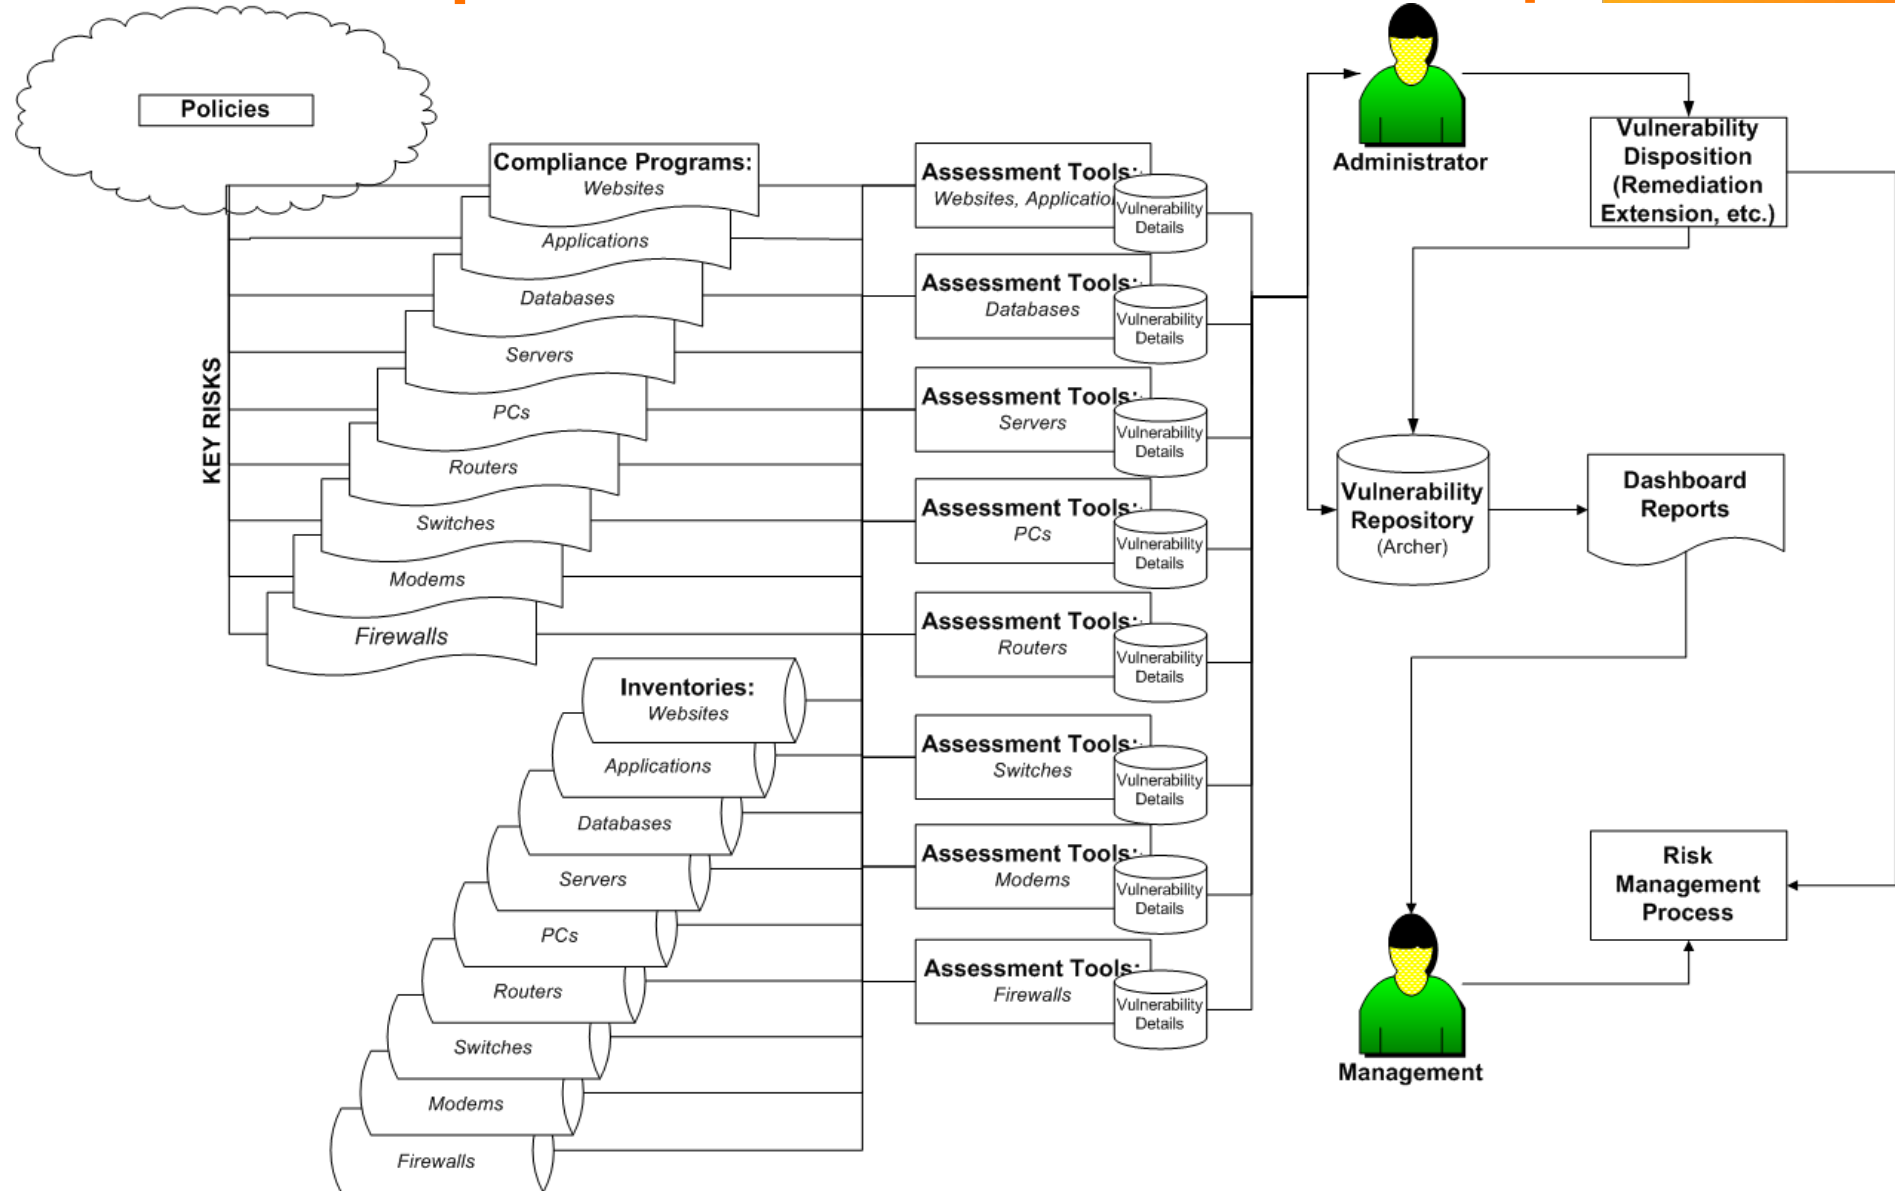 Policies
KEY RISKS
Compliance Programs:
Websites
Applications
Databases
Servers
PCs
Routers
Switches
Modems
Firewalls
Inventories:
Websites
Applications
Databases
Servers
PCs
Routers
Switches
Modems
Firewalls
Assessment Tools:
Websites, Applicatio
Vulnerability
Details
Assessment Tools:
Databases
Vulnerability
Details
Assessment Tools:
Servers
Vulnerability
Details
Assessment Tools:
PCs
Vulnerability
Details
Assessment Tools:
Routers
Vulnerability
Details
Assessment Tools:
Switches
Vulnerability
Details
Assessment Tools:
Modems
Vulnerability
Details
Assessment Tools:
Firewalls
Vulnerability
Details
Administrator
Vulnerability
Disposition
(Remediation
Extension, etc.)
Vulnerability
Repository
(Archer)
Dashboard
Reports
Risk
Management
Process
Management